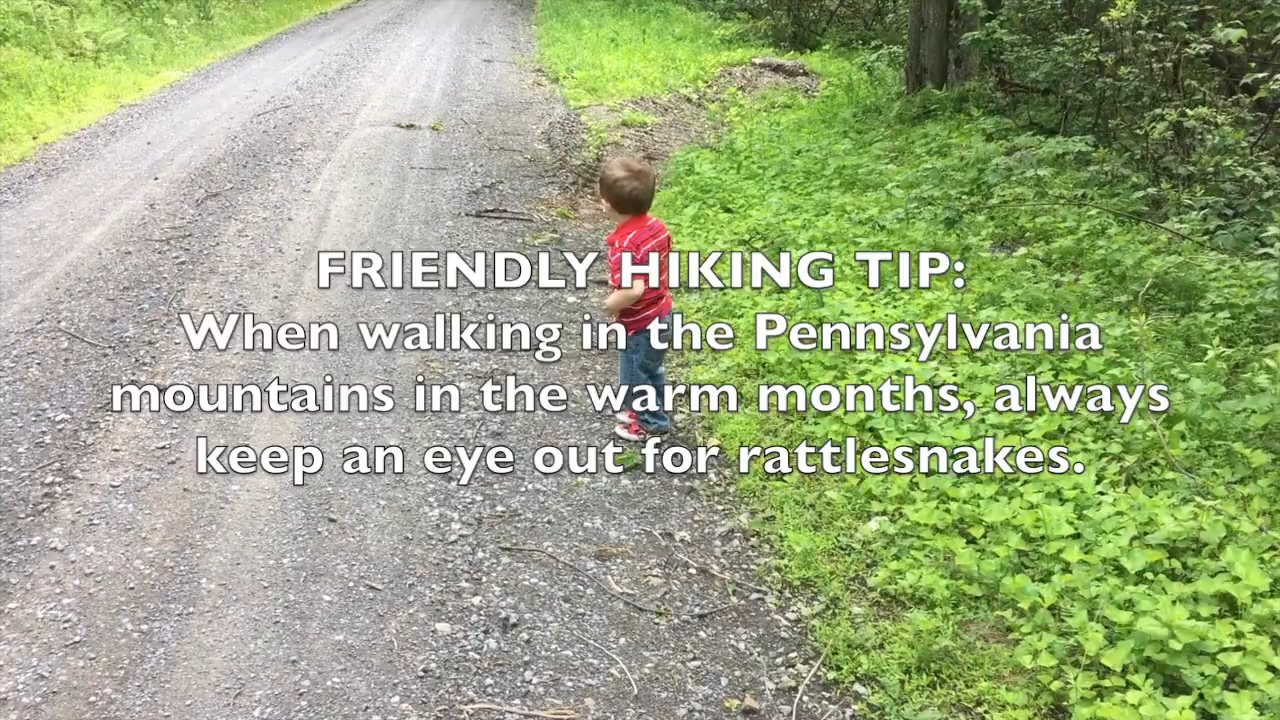 FRIENDLY HIKING TIP:
When walking in the Pennsylvania
mountains in the warm months, always
keep an eye out for rattlesnakes.